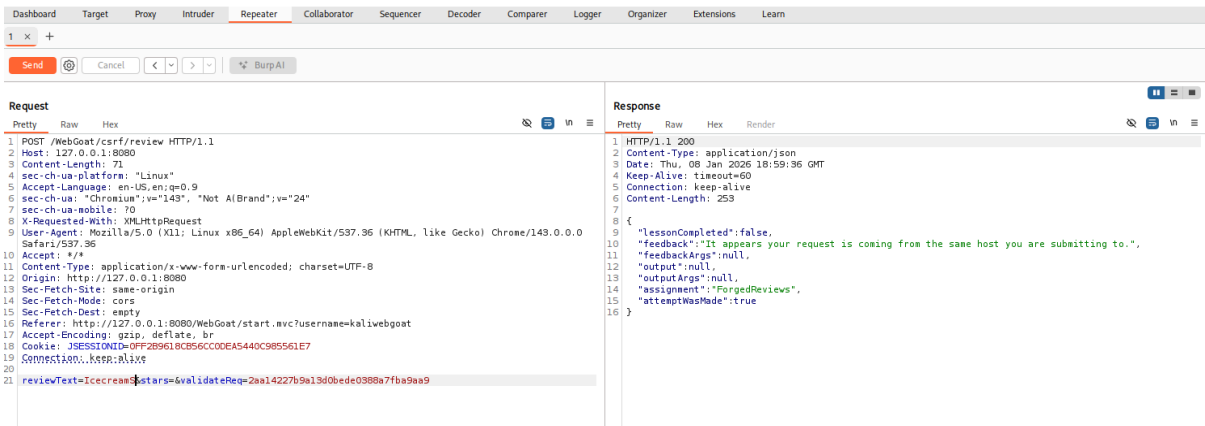 Dashboard Target Proxy Intruder Repeater Collaborator Sequencer Decoder Comparer Logger Organizer Extensions Learn
1 × +
Send Cancel < > Burp AI
Request
Pretty Raw Hex \n
1 POST /WebGoat/csrf/review HTTP/1.1
2 Host: 127.0.0.1:8080
3 Content-Length: 71
4 sec-ch-ua-platform: "Linux"
5 Accept-Language: en-US,en;q=0.9
6 sec-ch-ua: "Chromium";v="143", "Not A(Brand";v="24"
7 sec-ch-ua-mobile: ?0
8 X-Requested-With: XMLHttpRequest
9 User-Agent: Mozilla/5.0 (X11; Linux x86_64) AppleWebKit/537.36 (KHTML, like Gecko) Chrome/143.0.0.0
Safari/537.36
10 Accept: */*
11 Content-Type: application/x-www-form-urlencoded; charset=UTF-8
12 Origin: http://127.0.0.1:8080
13 Sec-Fetch-Site: same-origin
14 Sec-Fetch-Mode: cors
15 Sec-Fetch-Dest: empty
16 Referer: http://127.0.0.1:8080/WebGoat/start.mvc?username=kaliwebgoat
17 Accept-Encoding: gzip, deflate, br
18 Cookie: JSESSIONID=0FF2B9618CB56CC0DEA5440C985561E7
19 Connection: keep-alive
20
21 reviewText=IcecreamS&stars=&validateReq=2aa14227b9a13d0bede0388a7fba9aa9
Response
Pretty Raw Hex Render \n
1 HTTP/1.1 200
2 Content-Type: application/json
3 Date: Thu, 08 Jan 2026 18:59:36 GMT
4 Keep-Alive: timeout=60
5 Connection: keep-alive
6 Content-Length: 253
7
8 {
9 "lessonCompleted":false,
10 "feedback":"It appears your request is coming from the same host you are submitting to.",
11 "feedbackArgs":null,
12 "output":null,
13 "outputArgs":null,
14 "assignment":"ForgedReviews",
15 "attemptWasMade":true
16 }